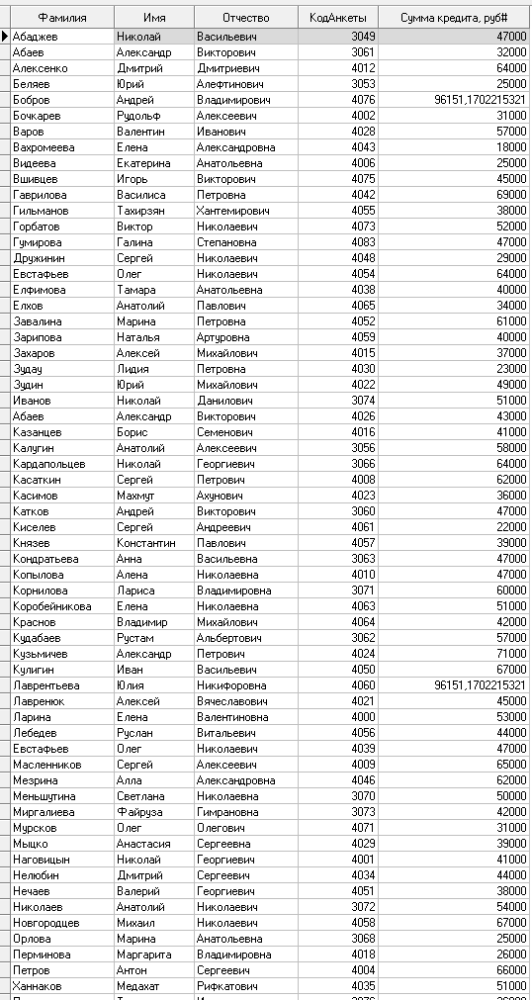 Фамилия Имя Отчество КодАнкеты Сумма кредита, руб#
Абаджев Николай Васильевич 3049 47000
Абаев Александр Викторович 3061 32000
Алексенко Дмитрий Дмитриевич 4012 64000
Беляев Юрий Алефтинович 3053 25000
Бобров Андрей Владимирович 4076 96151,1702215321
Бочкарев Рудольф Алексеевич 4002 31000
Варов Валентин Иванович 4028 57000
Вахромеева Елена Александровна 4043 18000
Видеева Екатерина Анатольевна 4006 25000
Вшивцев Игорь Викторович 4075 45000
Гаврилова Василиса Петровна 4042 69000
Гильманов Тахирзян Хантемирович 4055 38000
Горбатов Виктор Николаевич 4073 52000
Гумирова Галина Степановна 4083 47000
Дружинин Сергей Николаевич 4048 29000
Евстафьев Олег Николаевич 4054 64000
Елфимова Тамара Анатольевна 4038 40000
Елхов Анатолий Павлович 4065 34000
Завалина Марина Петровна 4052 61000
Зарипова Наталья Артуровна 4059 40000
Захаров Алексей Михайлович 4015 37000
Зудау Лидия Петровна 4030 23000
Зудин Юрий Михайлович 4022 49000
Иванов Николай Данилович 3074 51000
Абаев Александр Викторович 4026 43000
Казанцев Борис Семенович 4016 41000
Калугин Анатолий Алексеевич 3056 58000
Кардапольцев Николай Георгиевич 3066 64000
Касаткин Сергей Петрович 4008 62000
Касимов Махмут Ахунович 4023 36000
Катков Андрей Викторович 3060 47000
Киселев Сергей Андреевич 4061 22000
Князев Константин Павлович 4057 39000
Кондратьева Анна Васильевна 3063 47000
Копылова Алена Николаевна 4010 47000
Корнилова Лариса Владимировна 3071 60000
Коробейникова Елена Николаевна 4063 51000
Краснов Владимир Михайлович 4064 42000
Кудабаев Рустам Альбертович 3062 57000
Кузьмичев Александр Петрович 4024 71000
Кулигин Иван Васильевич 4050 67000
Лаврентьева Юлия Никифоровна 4060 96151,1702215321
Лавренюк Алексей Вячеславович 4021 45000
Ларина Елена Валентиновна 4000 53000
Лебедев Руслан Витальевич 4056 44000
Евстафьев Олег Николаевич 4039 47000
Масленников Сергей Алексеевич 4009 65000
Мезрина Алла Александровна 4046 62000
Меньшутина Светлана Николаевна 3070 50000
Миргалиева Файруза Гимрановна 3073 42000
Мурсков Олег Олегович 4071 31000
Мыцко Анастасия Сергеевна 4029 39000
Наговицын Николай Георгиевич 4001 41000
Нелюбин Дмитрий Сергеевич 4034 44000
Нечаев Валерий Георгиевич 4051 38000
Николаев Анатолий Николаевич 3072 54000
Новгородцев Михаил Николаевич 4058 67000
Орлова Марина Анатольевна 3068 25000
Перминова Маргарита Владимировна 4018 26000
Петров Антон Сергеевич 4004 66000
Ханнаков Медахат Рифкатович 4035 51000